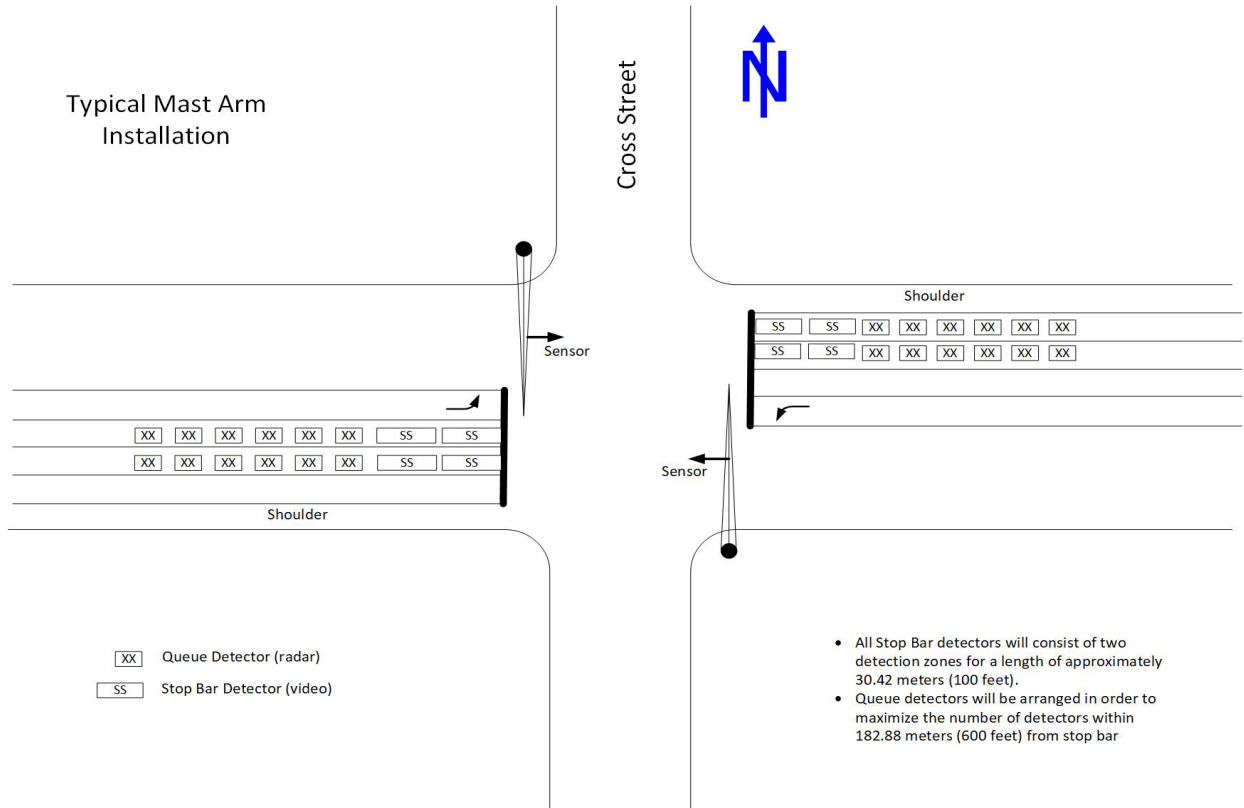 Typical Mast Arm
Installation
Cross Street
N
Shoulder
SS SS XX XX XX XX XX XX
SS SS XX XX XX XX XX XX
Sensor
XX XX XX XX XX XX SS SS
XX XX XX XX XX XX SS SS
Sensor
Shoulder
XX Queue Detector (radar)
SS Stop Bar Detector (video)
• All Stop Bar detectors will consist of two
detection zones for a length of approximately
30.42 meters (100 feet).
• Queue detectors will be arranged in order to
maximize the number of detectors within
182.88 meters (600 feet) from stop bar